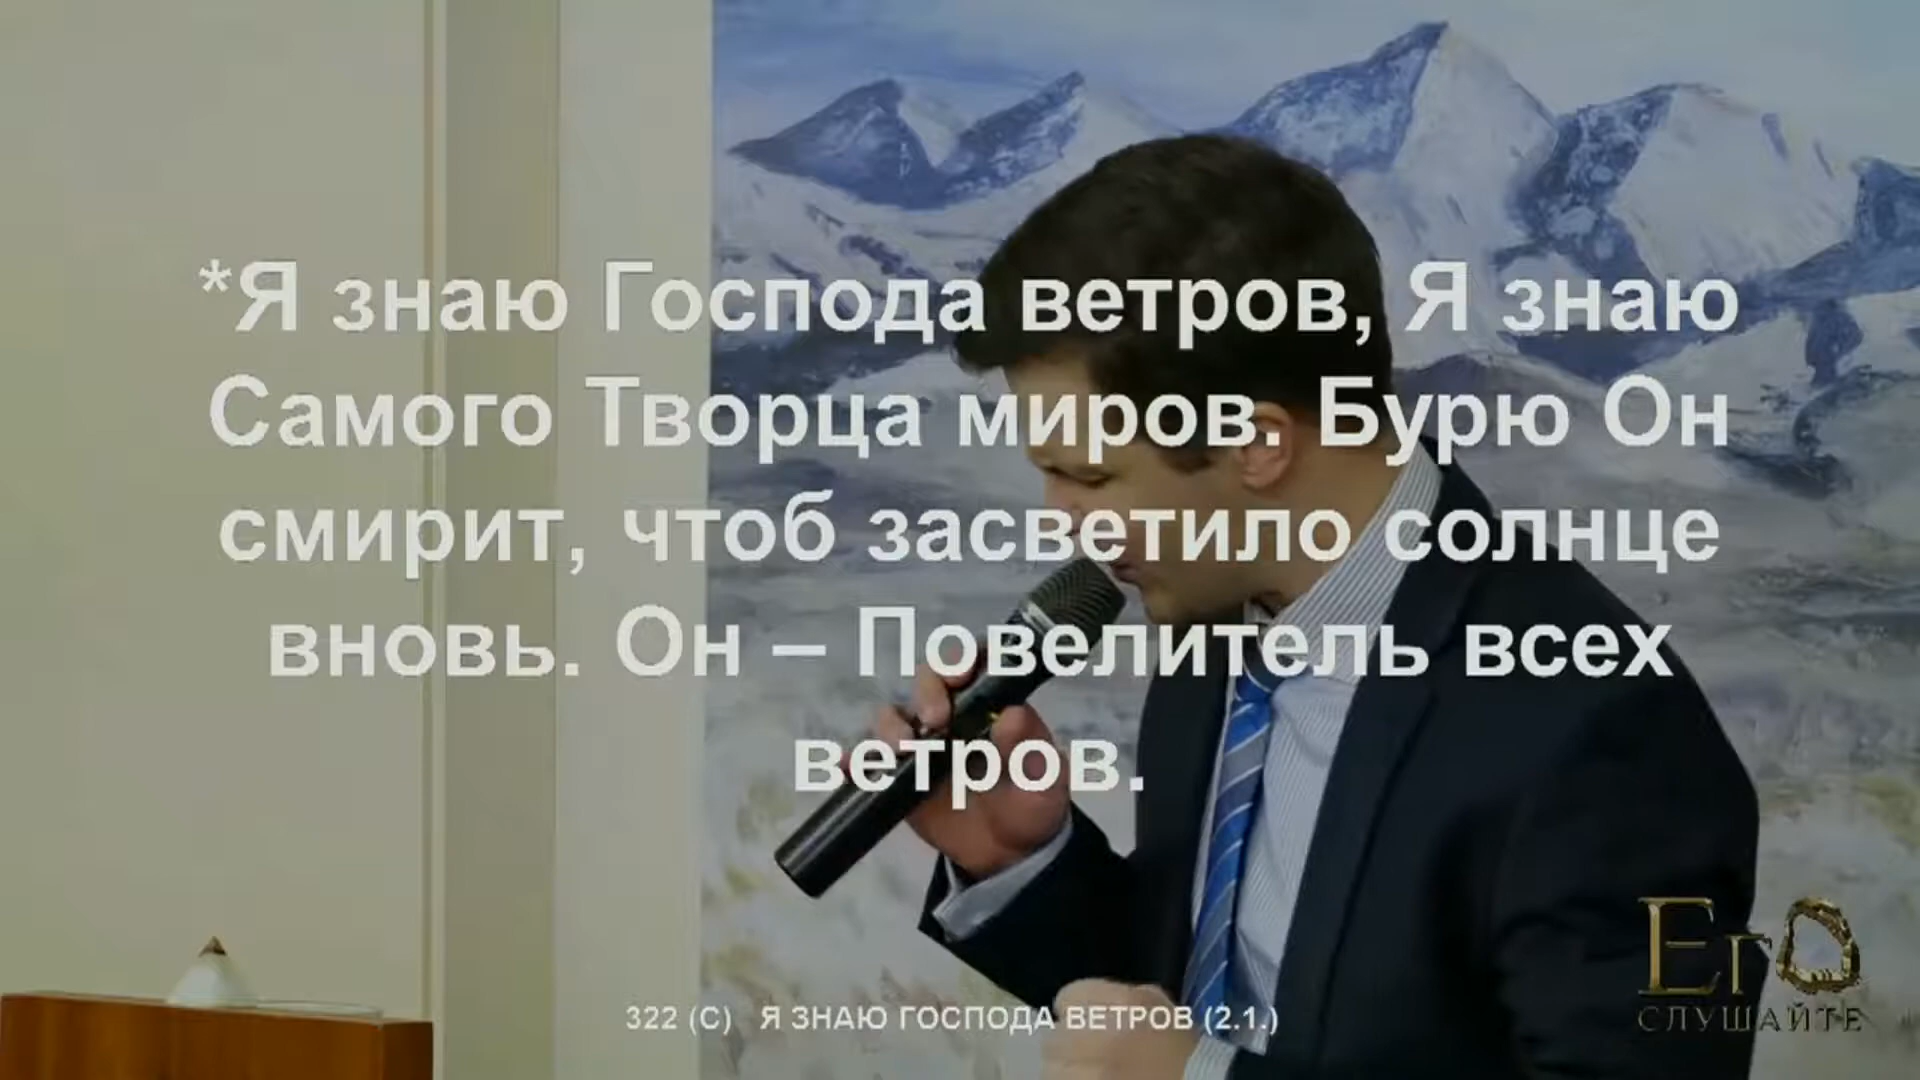 *Я знаю Господа ветров, Я знаю
Самого Творца миров. Бурю Он
смирит, чтоб засветило солнце
вновь. Он – Повелитель всех
ветров.
322 (С) Я ЗНАЮ ГОСПОДА ВЕТРОВ (2.1.)
ЕгО
СЛУШАЙТЕ